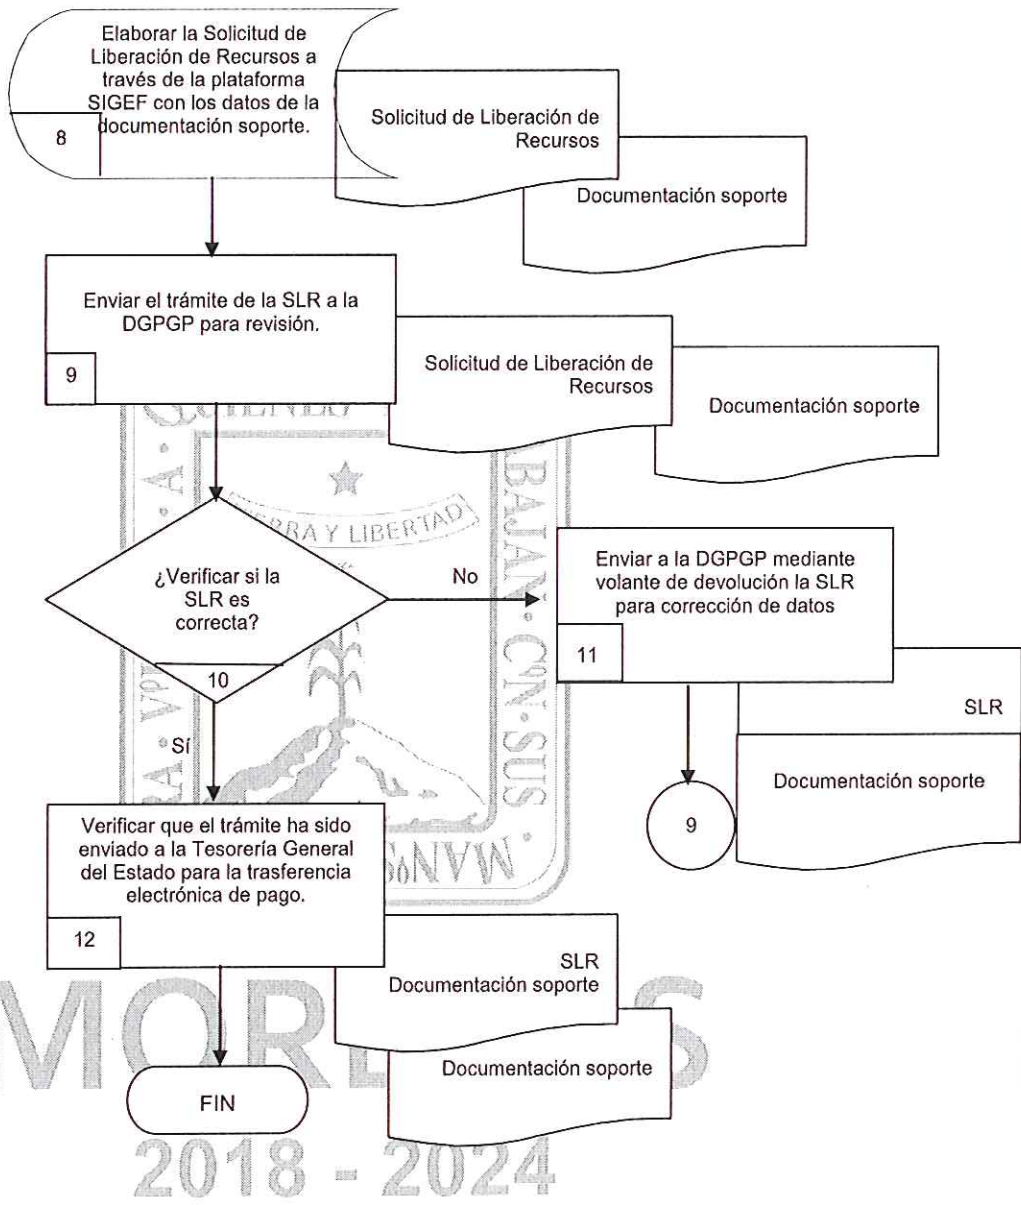 Elaborar la Solicitud de
Liberación de Recursos a
través de la plataforma
SIGEF con los datos de la
documentación soporte.
8
Solicitud de Liberación de
Recursos
Documentación soporte
Enviar el trámite de la SLR a la
DGPGP para revisión.
9
Solicitud de Liberación de
Recursos
Documentación soporte
¿Verificar si la
SLR es
correcta?
10
No
Enviar a la DGPGP mediante
volante de devolución la SLR
para corrección de datos
11
SLR
Documentación soporte
9
Sí
Verificar que el trámite ha sido
enviado a la Tesorería General
del Estado para la trasferencia
electrónica de pago.
12
SLR
Documentación soporte
Documentación soporte
FIN
Y LIBERTAD
CON·SUS
2018 - 2024